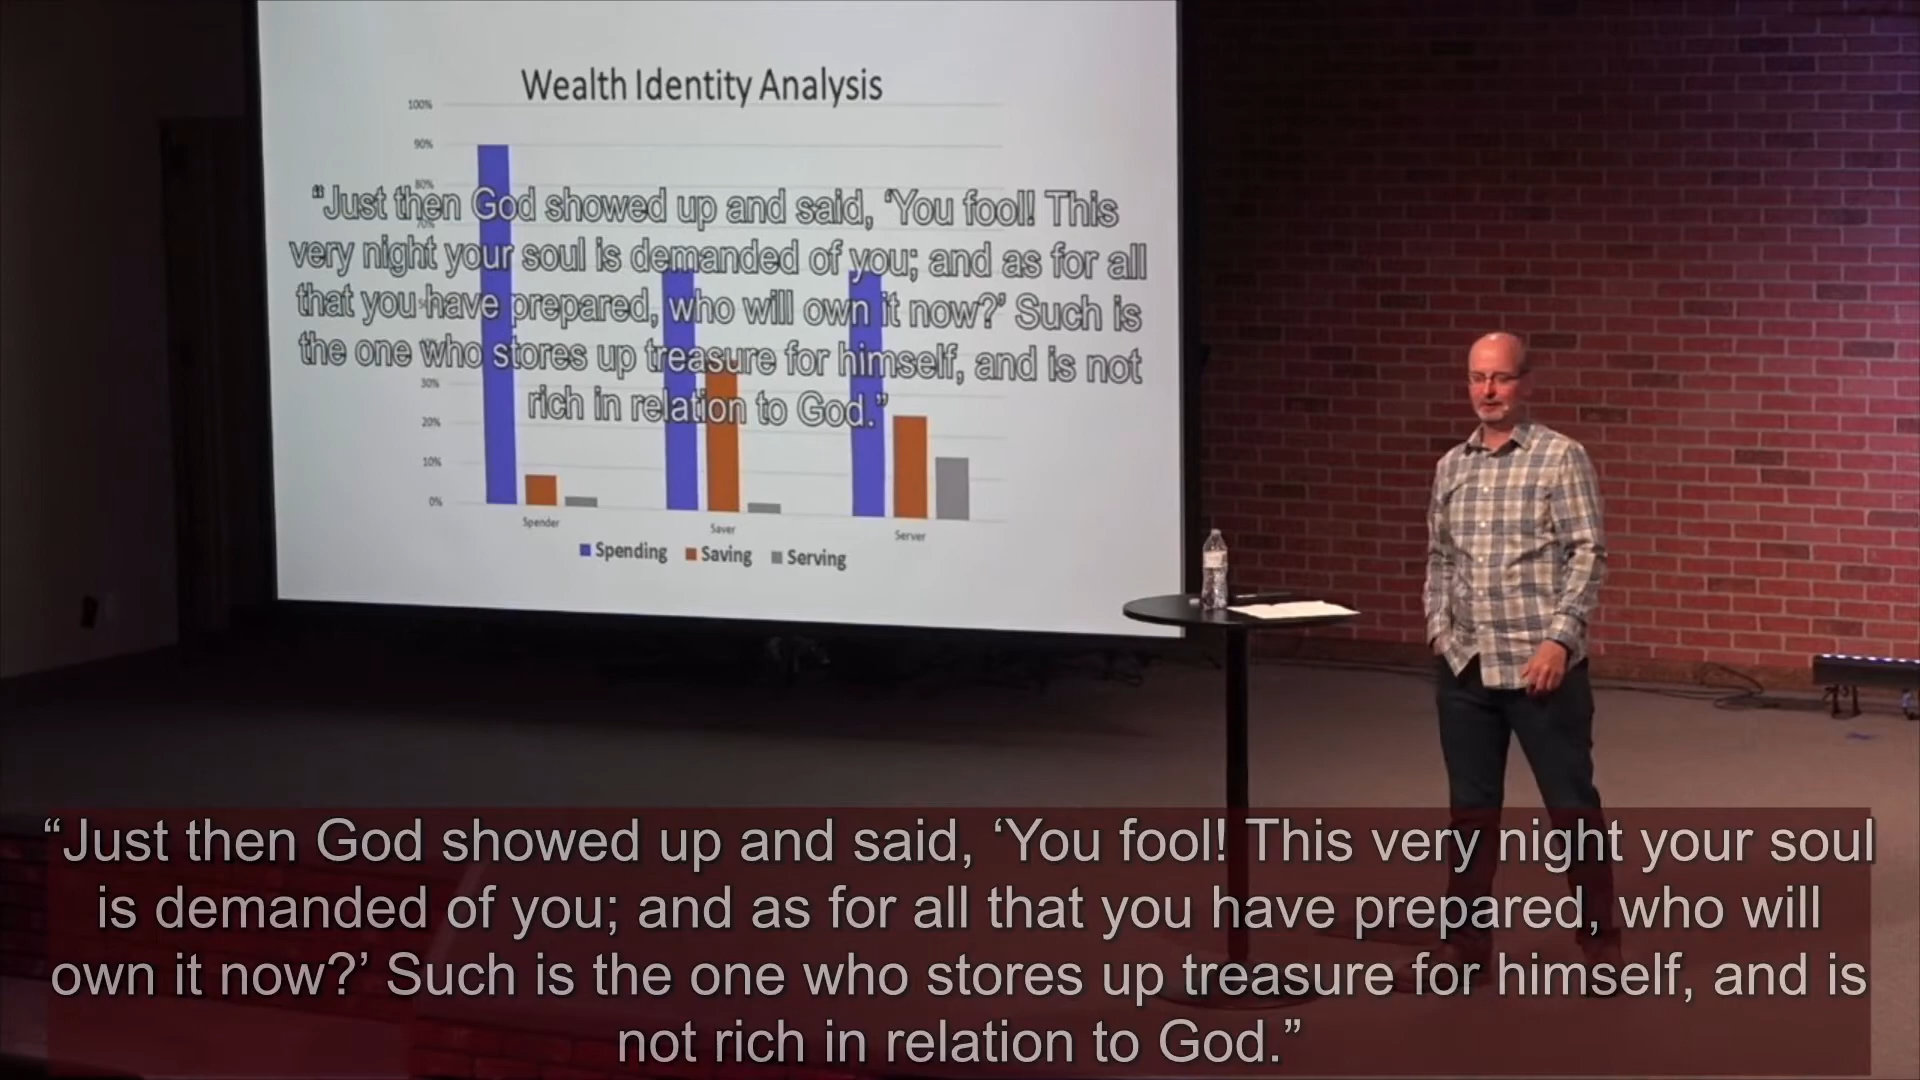 Wealth Identity Analysis
100%
90%
80%
“Just then God showed up and said, ‘You fool! This
very night your soul is demanded of you; and as for all
that you have prepared, who will own it now?’ Such is
the one who stores up treasure for himself, and is not
30%
rich in relation to God.”
20%
10%
0%
Spender
Saver
Server
Spending Saving Serving
“Just then God showed up and said, ‘You fool! This very night your soul
is demanded of you; and as for all that you have prepared, who will
own it now?’ Such is the one who stores up treasure for himself, and is
not rich in relation to God.”